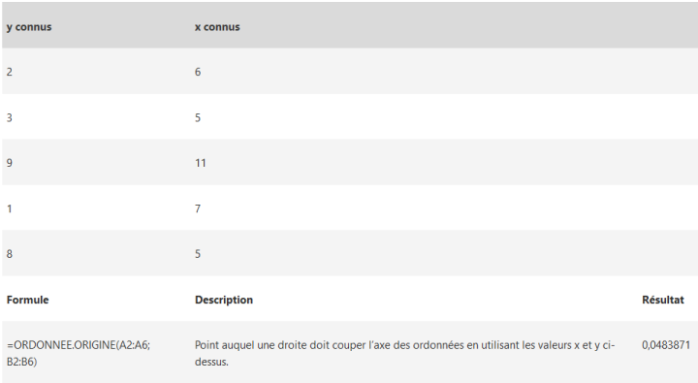 y connus x connus
2 6
3 5
9 11
1 7
8 5
Formule Description Résultat
=ORDONNEE.ORIGINE(A2:A6; Point auquel une droite doit couper l'axe des ordonnées en utilisant les valeurs x et y ci- 0,0483871
B2:B6) dessus.